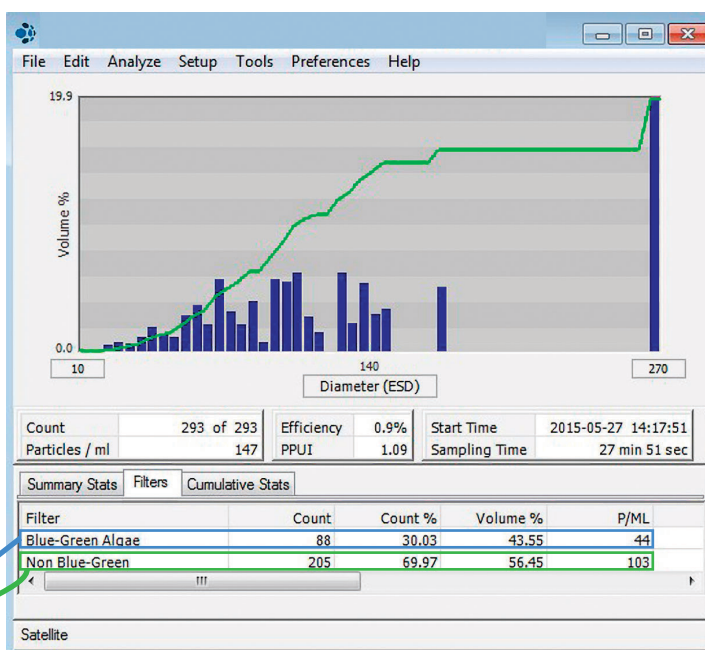 File Edit Analyze Setup Tools Preferences Help
19.9
Volume %
0.0
10 140 270
Diameter (ESD)
Count 293 of 293 Efficiency 0.9% Start Time 2015-05-27 14:17:51
Particles / ml 147 PPUI 1.09 Sampling Time 27 min 51 sec
Summary Stats Filters Cumulative Stats
Filter Count Count % Volume % P/ML
Blue-Green Algae 88 30.03 43.55 44
Non Blue-Green 205 69.97 56.45 103
Satellite